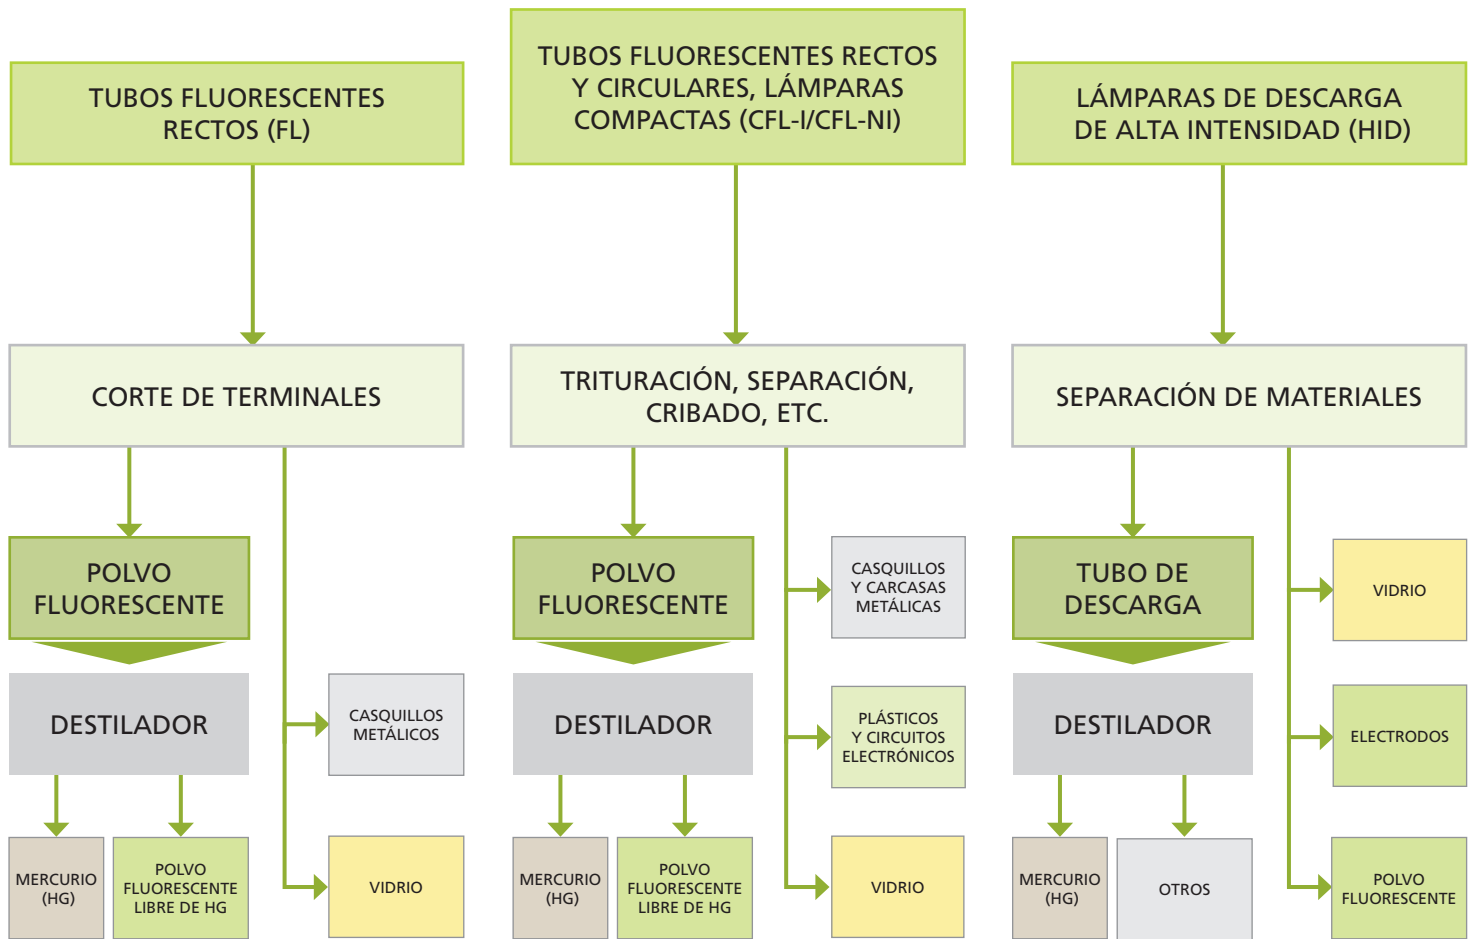 TUBOS FLUORESCENTES
RECTOS (FL)
TUBOS FLUORESCENTES RECTOS
Y CIRCULARES, LÁMPARAS
COMPACTAS (CFL-I/CFL-NI)
LÁMPARAS DE DESCARGA
DE ALTA INTENSIDAD (HID)
CORTE DE TERMINALES
TRITURACIÓN, SEPARACIÓN,
CRIBADO, ETC.
SEPARACIÓN DE MATERIALES
POLVO
FLUORESCENTE
DESTILADOR
CASQUILLOS
METÁLICOS
MERCURIO
(HG)
POLVO
FLUORESCENTE
LIBRE DE HG
VIDRIO
POLVO
FLUORESCENTE
CASQUILLOS
Y CARCASAS
METÁLICAS
DESTILADOR
PLÁSTICOS
Y CIRCUITOS
ELECTRÓNICOS
MERCURIO
(HG)
POLVO
FLUORESCENTE
LIBRE DE HG
VIDRIO
TUBO DE
DESCARGA
VIDRIO
DESTILADOR
ELECTRODOS
MERCURIO
(HG)
OTROS
POLVO
FLUORESCENTE